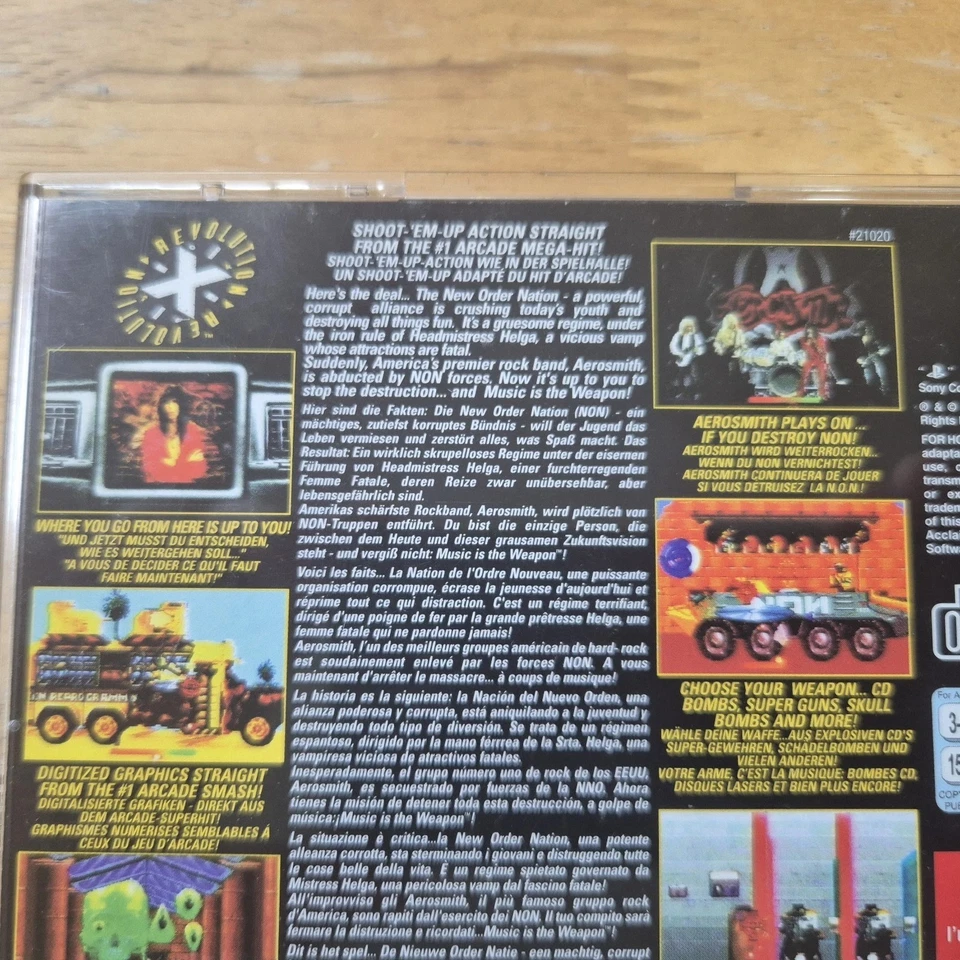 REVOLUTION • REVOLUTION •
X
™
SHOOT-'EM-UP ACTION STRAIGHT
FROM THE #1 ARCADE MEGA-HIT!
SHOOT-'EM-UP-ACTION WIE IN DER SPIELHALLE!
UN SHOOT-'EM-UP ADAPTÉ DU HIT D'ARCADE!
Here's the deal... The New Order Nation - a powerful,
corrupt alliance is crushing today's youth and
destroying all things fun. It's a gruesome regime, under
the iron rule of Headmistress Helga, a vicious vamp
whose attractions are fatal.
Suddenly, America's premier rock band, Aerosmith,
is abducted by NON forces. Now it's up to you to
stop the destruction... and Music is the Weapon!
Hier sind die Fakten: Die New Order Nation (NON) - ein
mächtiges, zutiefst korruptes Bündnis - will der Jugend das
Leben vermiesen und zerstört alles, was Spaß macht. Das
Resultat: Ein wirklich skrupelloses Regime unter der eisernen
Führung von Headmistress Helga, einer furchterregenden
Femme Fatale, deren Reize zwar unübersehbar, aber
lebensgefährlich sind.
Amerikas schärfste Rockband, Aerosmith, wird plötzlich von
NON-Truppen entführt. Du bist die einzige Person, die
zwischen dem Heute und dieser grausamen Zukunftsvision
steht - und vergiß nicht: Music is the Weapon"!
Voici les faits... La Nation de l'Ordre Nouveau, une puissante
organisation corrompue, écrase la jeunesse d'aujourd'hui et
réprime tout ce qui distraction. C'est un régime terrifiant,
dirigé d'une poigne de fer par la grande prêtresse Helga, une
femme fatale qui ne pardonne jamais!
Aerosmith, l'un des meilleurs groupes américain de hard-rock
est soudainement enlevé par les forces NON. A vous
maintenant d'arrêter le massacre... à coups de musique!
La historia es la siguiente: la Nación del Nuevo Orden, una
alianza poderosa y corrupta, está aniquilando a la juventud y
destruyendo todo tipo de diversión. Se trata de un régimen
espantoso, dirigido por la mano férrrea de la Srta. Helga, una
vampiresa viciosa de atractivos fatales.
Inesperadamente, el grupo número uno de rock de los EEUU,
Aerosmith, es secuestrado por fuerzas de la NNO. Ahora
tienes la misión de detener toda esta destrucción, a golpe de
música:¡Music is the Weapon"!
La situazione è critica...la New Order Nation, una potente
alleanza corrotta, sta sterminando i giovani e distruggendo tutte
le cose belle della vita. E un regime spietato governato da
Mistress Helga, una pericolosa vamp dal fascino fatale!
All'improvviso gli Aerosmith, il più famoso gruppo rock
d'America, sono rapiti dall'esercito dei NON. Il tuo compito sarà
fermare la distruzione e ricordati...Music is the Weapon"!
Dit is het spel... De Nieuwe Order Natie - een machtig, corrupt
WHERE YOU GO FROM HERE IS UP TO YOU!
"UND JETZT MUSST DU ENTSCHEIDEN,
WIE ES WEITERGEHEN SOLL..."
"A VOUS DE DÉCIDER CE QU'IL FAUT
FAIRE MAINTENANT!"
REPROGRAMM
DIGITIZED GRAPHICS STRAIGHT
FROM THE #1 ARCADE SMASH!
DIGITALISIERTE GRAFIKEN - DIREKT AUS
DEM ARCADE-SUPERHIT!
GRAPHISMES NUMERISES SEMBLABLES À
CEUX DU JEU D'ARCADE!
#21020
AEROSMITH PLAYS ON ...
IF YOU DESTROY NON!
AEROSMITH WIRD WEITERROCKEN...
WENN DU NON VERNICHTEST!
AEROSMITH CONTINUERA DE JOUER
SI VOUS DETRUISEZ LA N.O.N.!
NON
CHOOSE YOUR WEAPON... CD
BOMBS, SUPER GUNS, SKULL
BOMBS AND MORE!
WÄHLE DEINE WAFFE...AUS EXPLOSIVEN CD'S
SUPER-GEWEHREN, SCHÄDELBOMBEN UND
VIELEN ANDEREN!
VOTRE ARME, C'EST LA MUSIQUE: BOMBES CD,
DISQUES LASERS ET BIEN PLUS ENCORE!
Sony Co
℗ & ©
Rights
FOR HO
adapta
use,
transm
or ex
tradem
of this
Acclai
Softwa
For A
3-
15
COP
PU
l'u